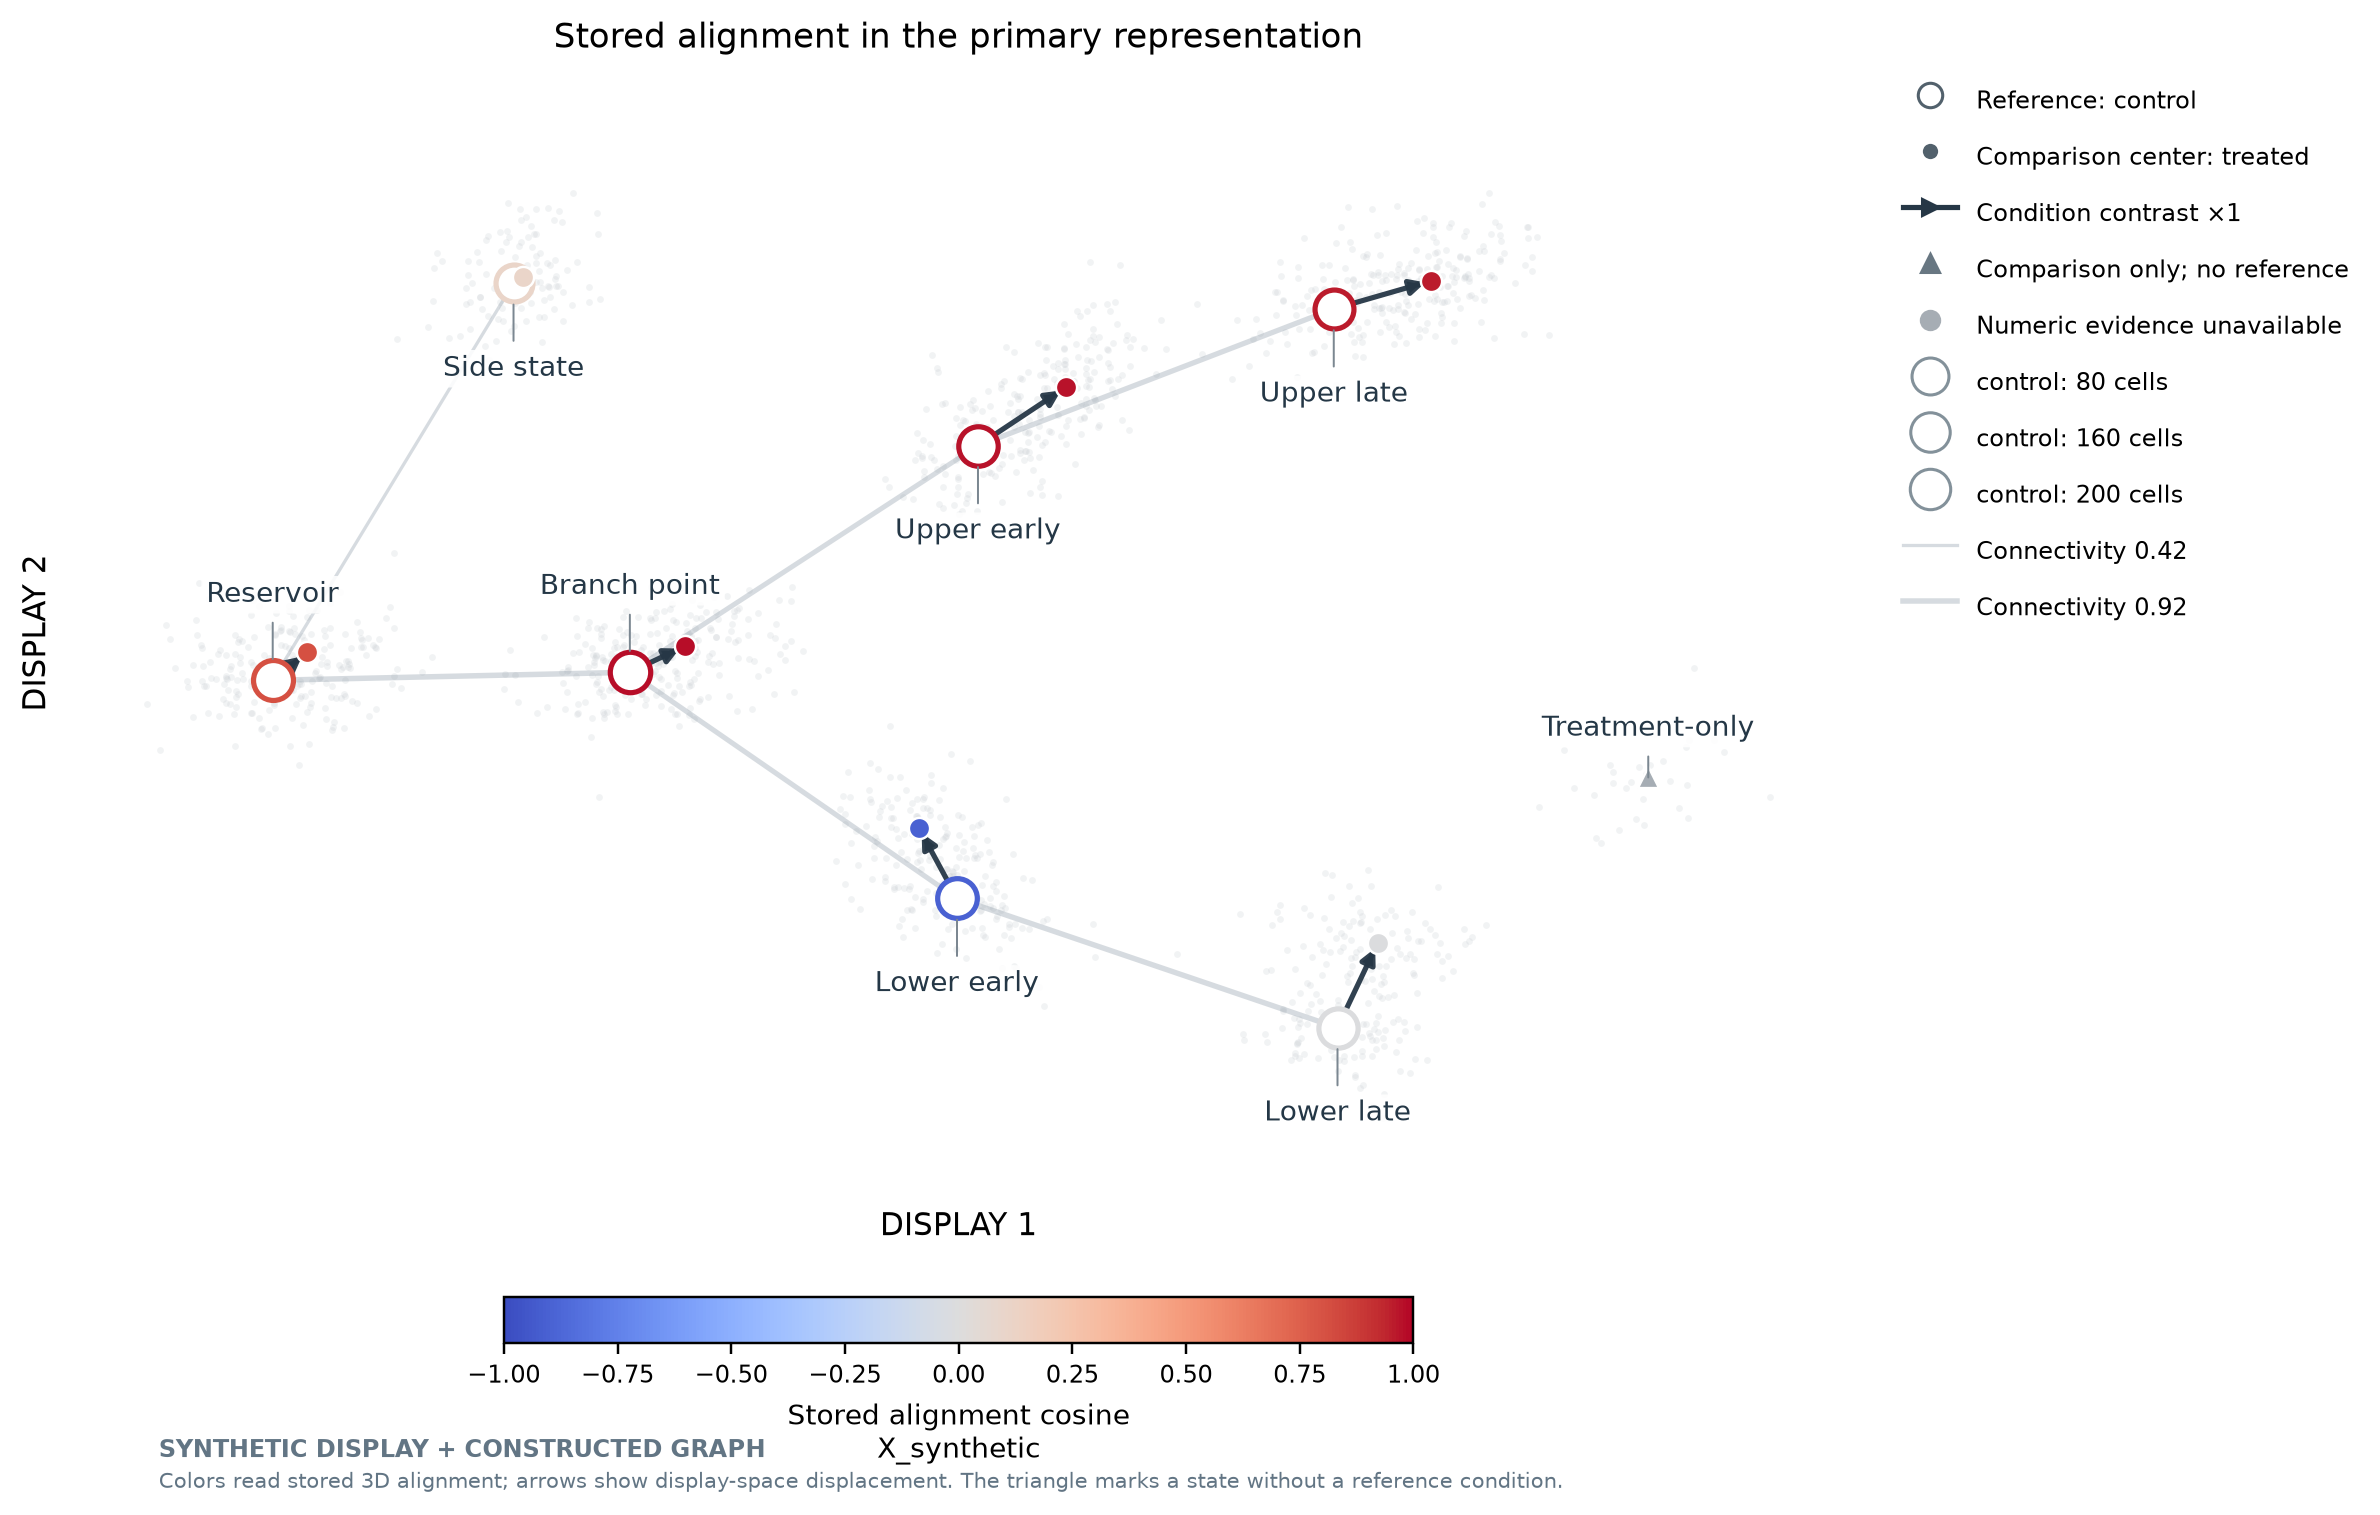 Stored alignment in the primary representation
Reference: control
Comparison center: treated
Condition contrast ×1
Comparison only; no reference
Numeric evidence unavailable
control: 80 cells
control: 160 cells
control: 200 cells
Connectivity 0.42
Connectivity 0.92
Side state
Upper late
Upper early
Reservoir
Branch point
Treatment-only
Lower early
Lower late
DISPLAY 2
DISPLAY 1
−1.00 −0.75 −0.50 −0.25 0.00 0.25 0.50 0.75 1.00
Stored alignment cosine
X_synthetic
SYNTHETIC DISPLAY + CONSTRUCTED GRAPH
Colors read stored 3D alignment; arrows show display-space displacement. The triangle marks a state without a reference condition.